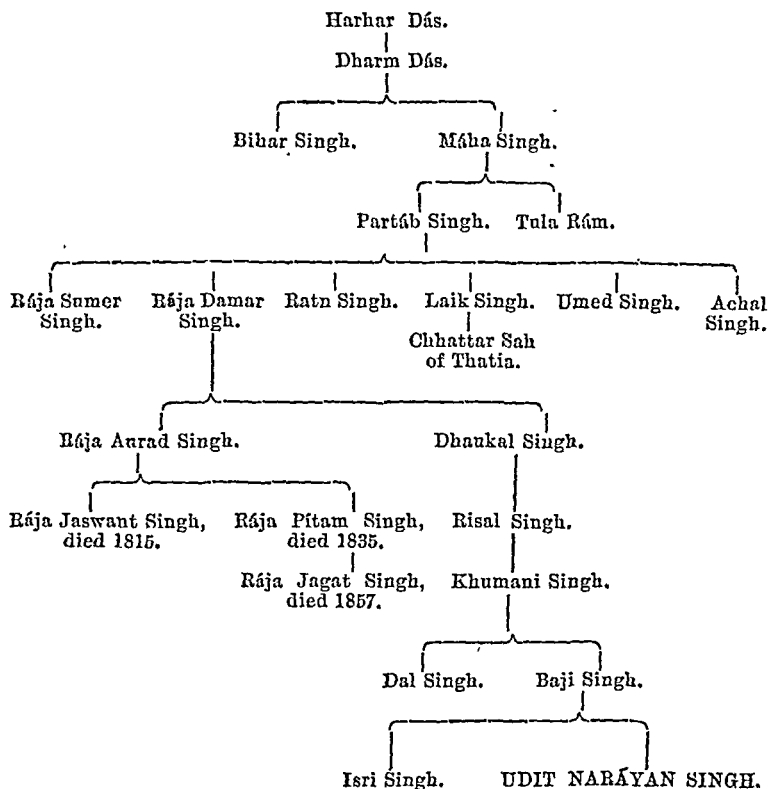 Harhar Dás.
Dharm Dás.
Bihar Singh. Máha Singh.
Partáb Singh. Tula Rám.
Rája Sumer Singh. Rája Damar Singh. Ratn Singh. Laik Singh. Umed Singh. Achal Singh.
Chhattar Sah
of Thatia.
Rája Anrad Singh. Dhaukal Singh.
Rája Jaswant Singh, Rája Pítam Singh, Risal Singh.
died 1815. died 1835.
Rája Jagat Singh, Khumani Singh.
died 1857.
Dal Singh. Baji Singh.
Isri Singh. UDIT NARÁYAN SINGH.